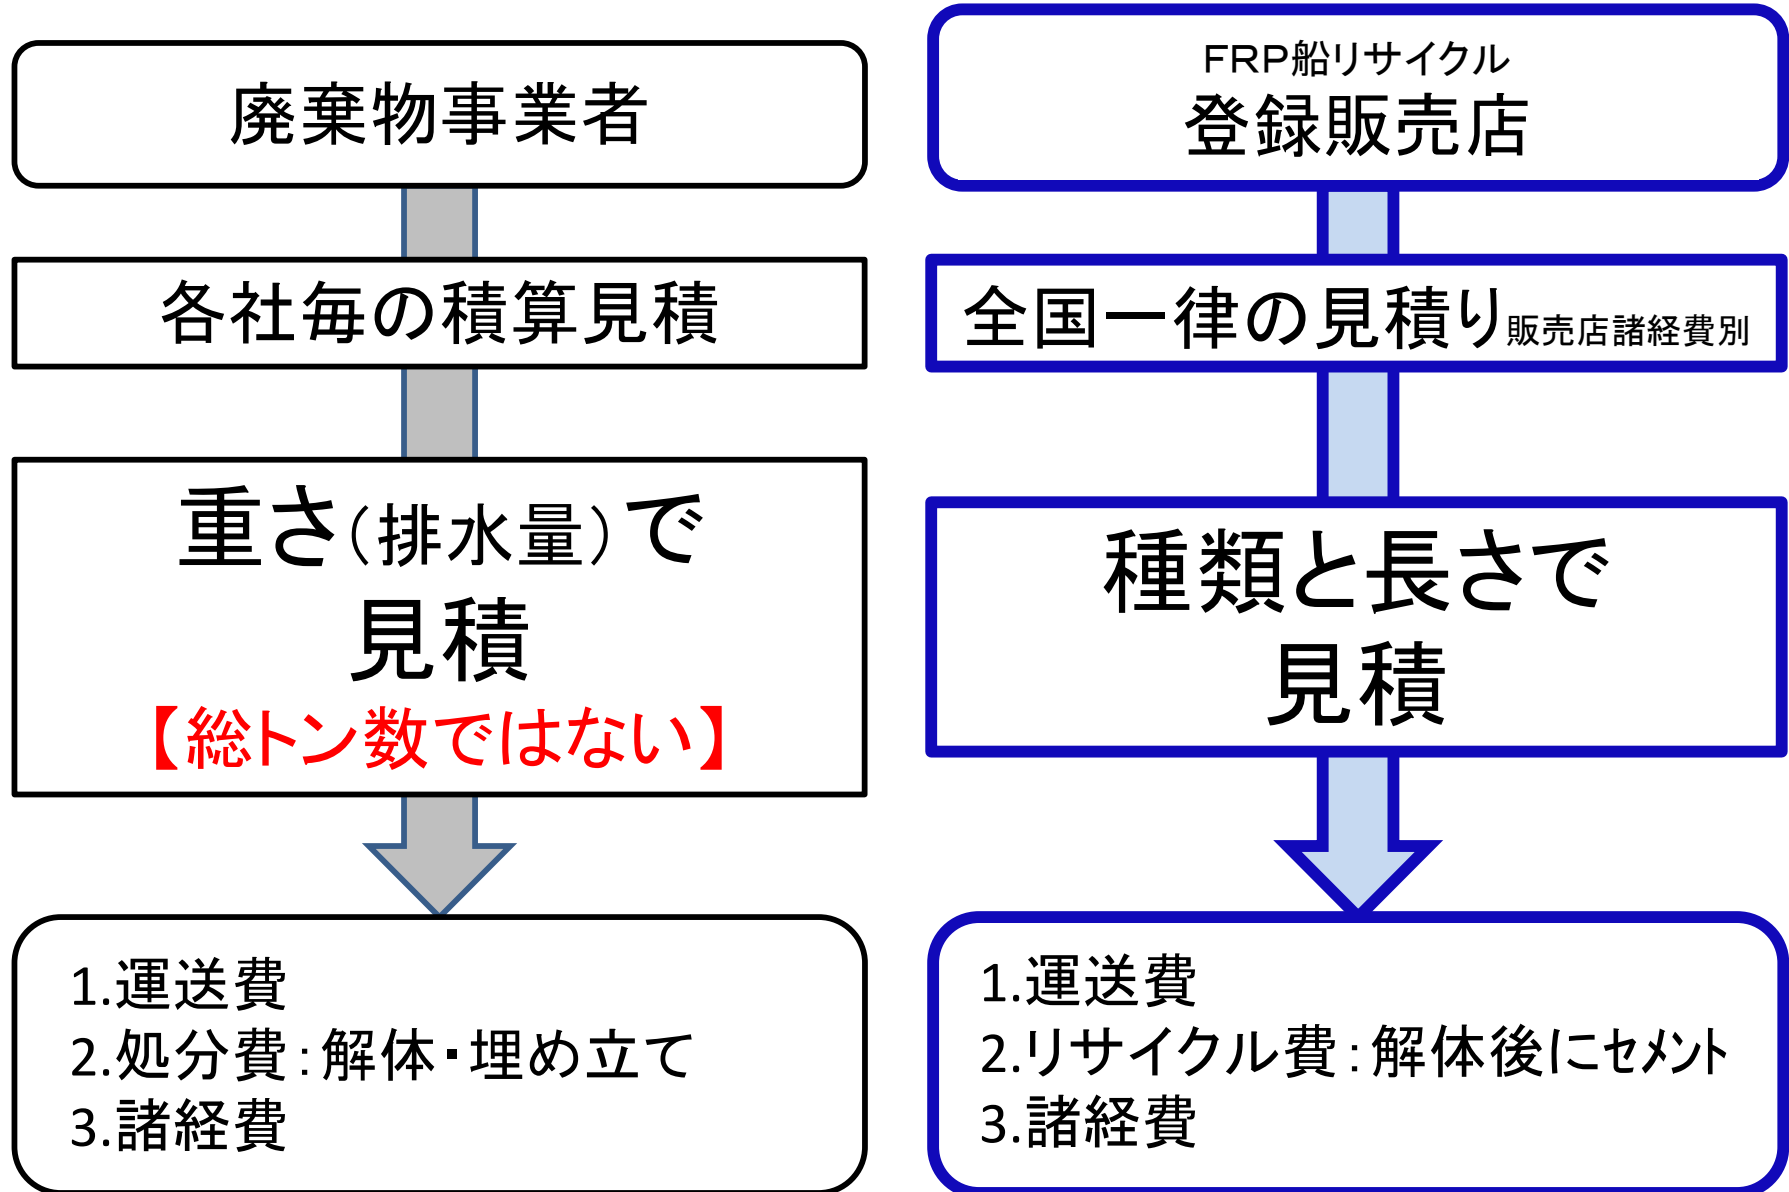 廃棄物事業者
各社毎の積算見積
重さ(排水量)で
見積
【総トン数ではない】
1.運送費
2.処分費:解体・埋め立て
3.諸経費
FRP船リサイクル
登録販売店
全国一律の見積り販売店諸経費別
種類と長さで
見積
1.運送費
2.リサイクル費:解体後にセメント
3.諸経費